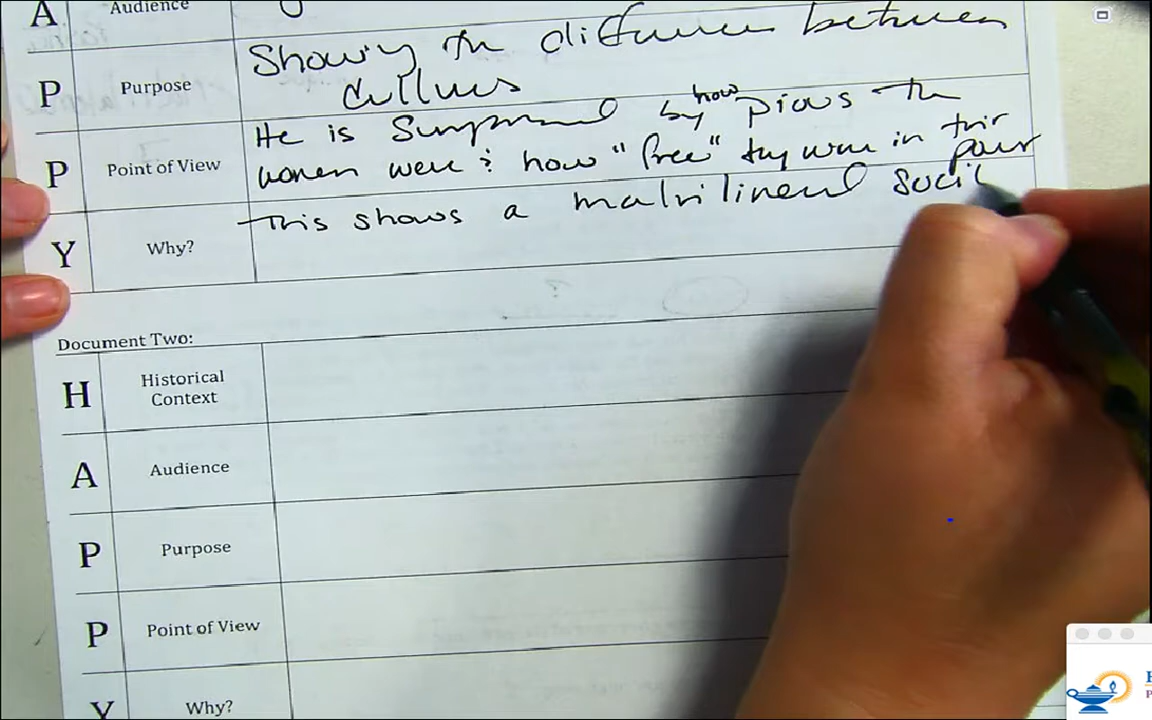 A Audience
P Purpose Showing the difference between
cultures
P Point of View He is surprised by how pious the
women were & how "free" they were in their power
Y Why? This shows a matrilineal Soci
Document Two:
H Historical
Context
A Audience
P Purpose
P Point of View
Y Why?
H
P